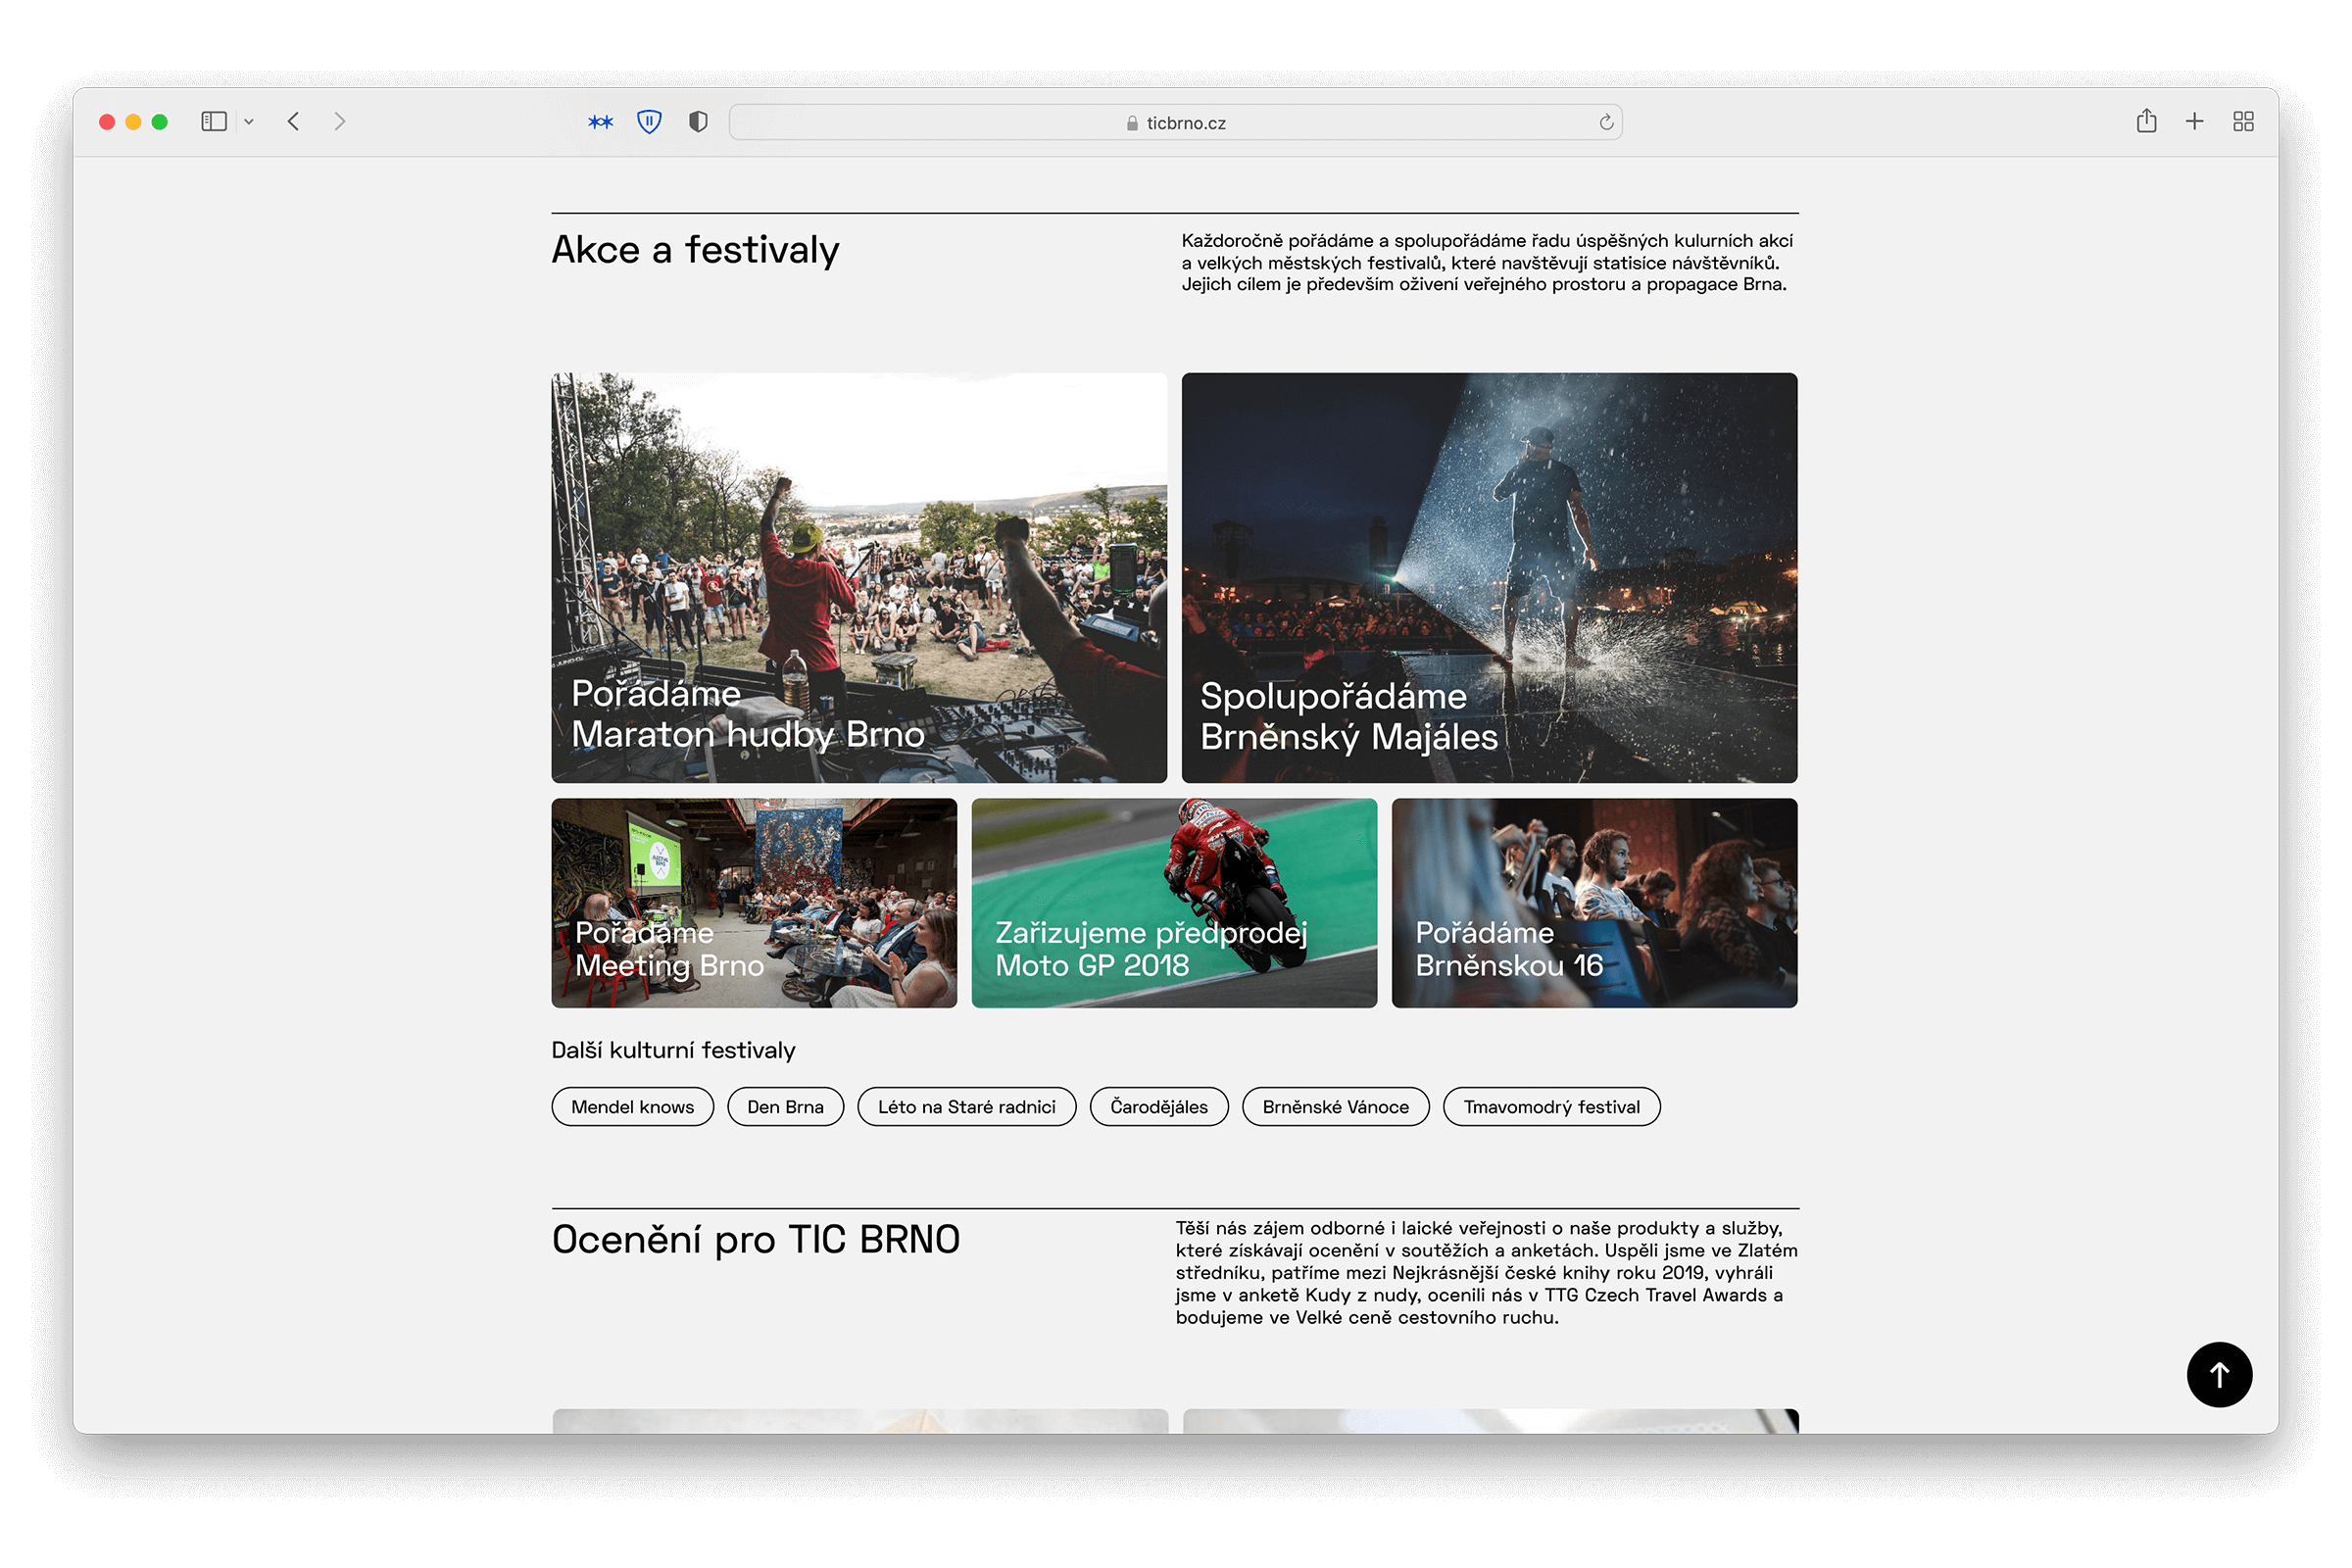 ticbrno.cz
Akce a festivaly
Každoročně pořádáme a spolupořádáme řadu úspěšných kulurních akcí
a velkých městských festivalů, které navštěvují statisíce návštěvníků.
Jejich cílem je především oživení veřejného prostoru a propagace Brna.
Pořádáme
Maraton hudby Brno
Spolupořádáme
Brněnský Majáles
Pořádáme
Meeting Brno
Zařizujeme předprodej
Moto GP 2018
Pořádáme
Brněnskou 16
Další kulturní festivaly
Mendel knows
Den Brna
Léto na Staré radnici
Čarodějáles
Brněnské Vánoce
Tmavomodrý festival
Ocenění pro TIC BRNO
Těší nás zájem odborné i laické veřejnosti o naše produkty a služby,
které získávají ocenění v soutěžích a anketách. Uspěli jsme ve Zlatém
středníku, patříme mezi Nejkrásnější české knihy roku 2019, vyhráli
jsme v anketě Kudy z nudy, ocenili nás v TTG Czech Travel Awards a
bodujeme ve Velké ceně cestovního ruchu.